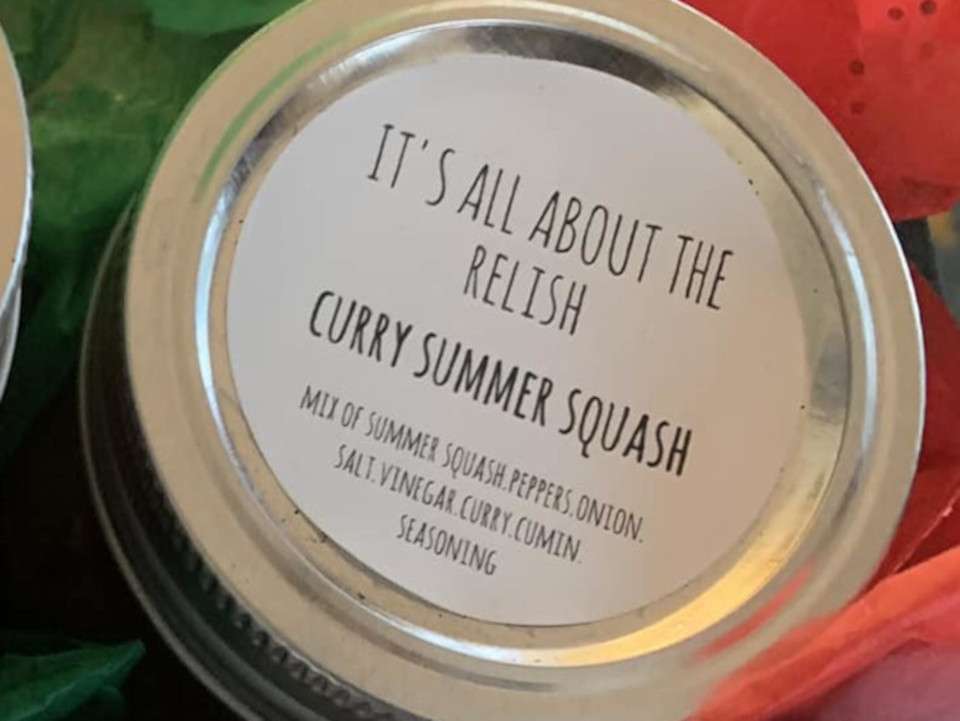 IT'S ALL ABOUT THE
RELISH
CURRY SUMMER SQUASH
MIX OF SUMMER SQUASH.PEPPERS.ONION.
SALT.VINEGAR.CURRY.CUMIN.
SEASONING